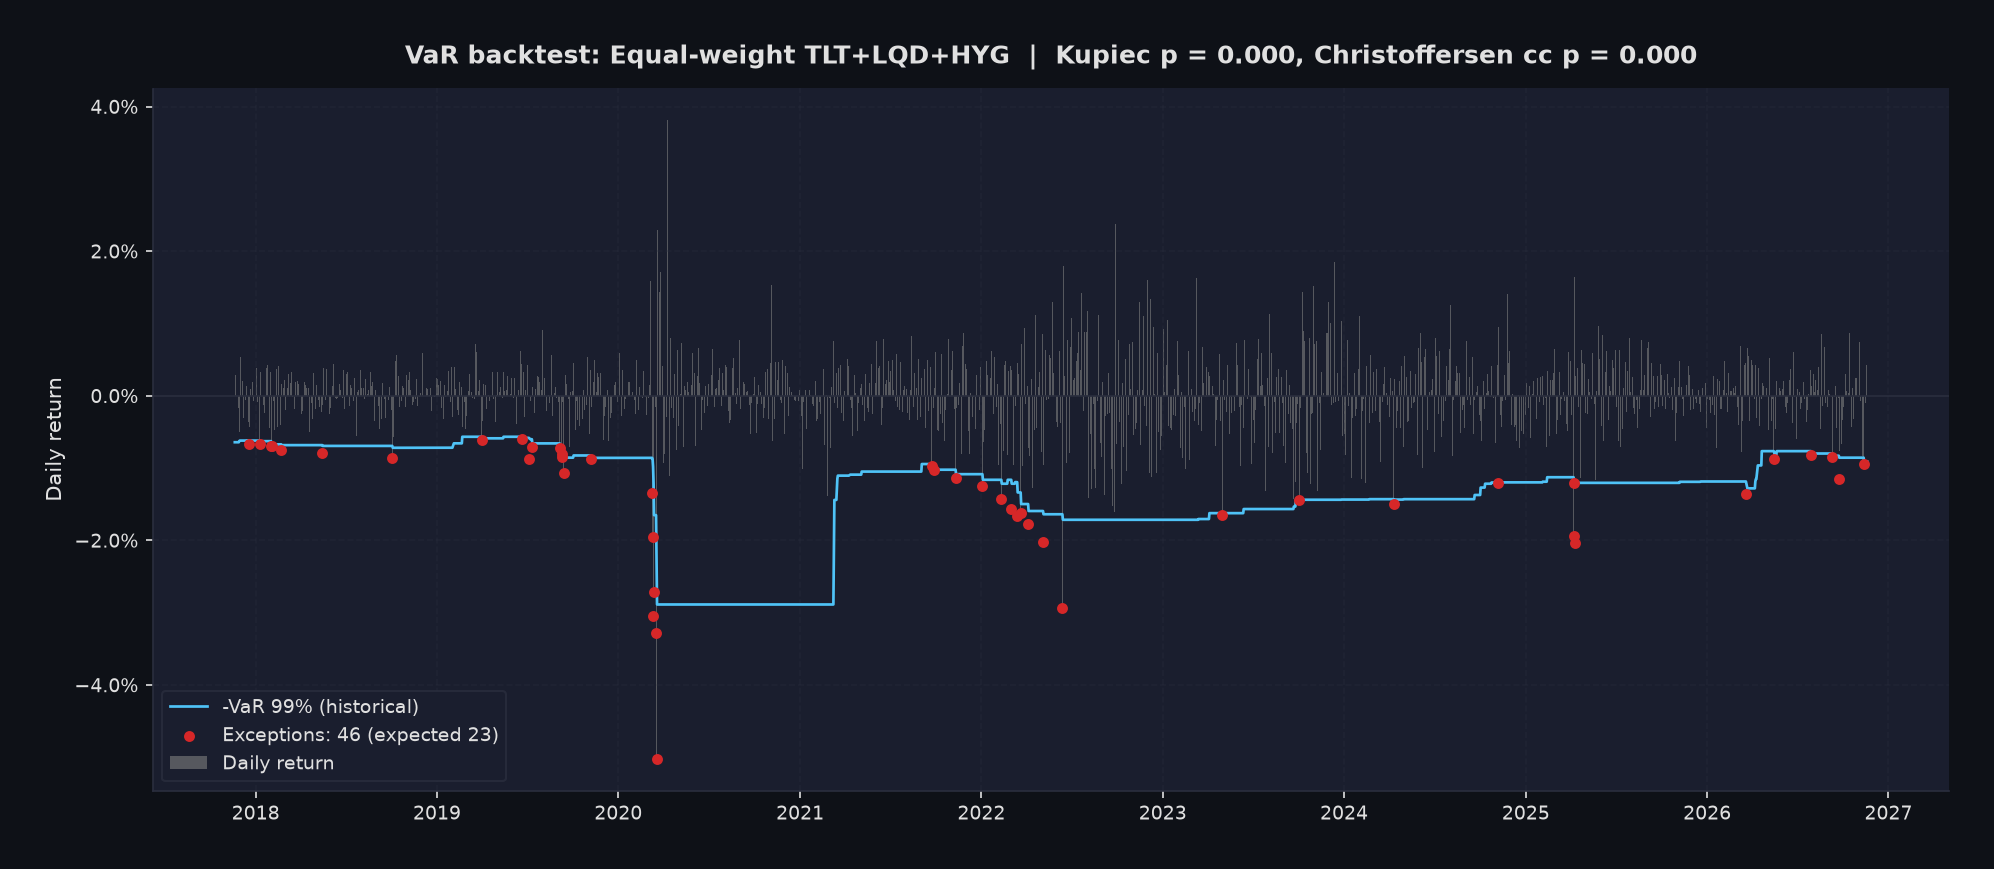 VaR backtest: Equal-weight TLT+LQD+HYG | Kupiec p = 0.000, Christoffersen cc p = 0.000
Daily return
4.0%
2.0%
0.0%
−2.0%
−4.0%
-VaR 99% (historical)
Exceptions: 46 (expected 23)
Daily return
2018 2019 2020 2021 2022 2023 2024 2025 2026 2027